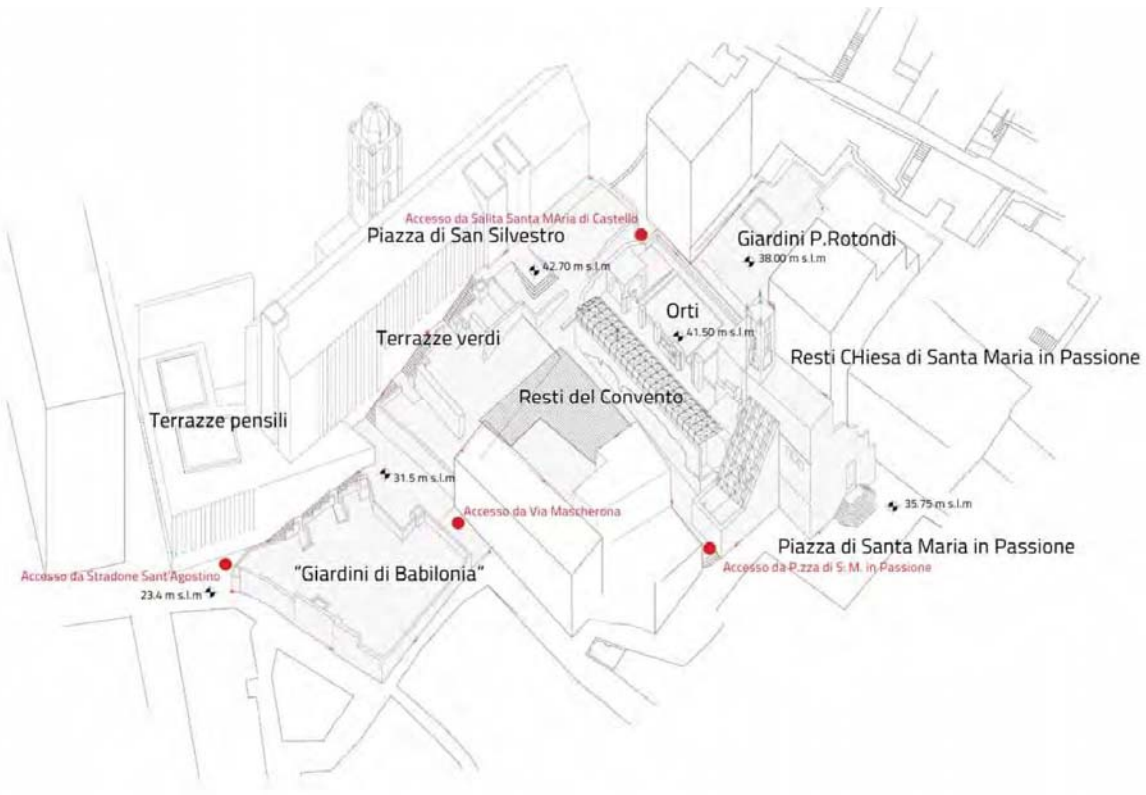 Accesso da Salita Santa MAria di Castello
Piazza di San Silvestro
Giardini P.Rotondi
38.00 m s.l.m
42.70 m s.l.m
Orti
41.50 m s.l.m
Terrazze verdi
Resti CHiesa di Santa Maria in Passione
Resti del Convento
Terrazze pensili
31.5 m s.l.m
35.75 m s.l.m
Accesso da Via Mascherona
Piazza di Santa Maria in Passione
Accesso da P.zza di S. M. in Passione
Accesso da Stradone Sant'Agostino
"Giardini di Babilonia"
23.4 m s.l.m